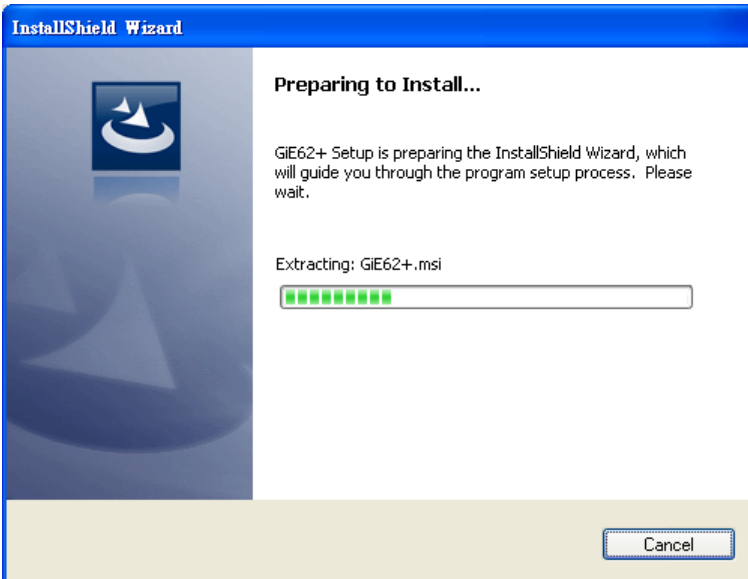 InstallShield Wizard
Preparing to Install...
GiE62+ Setup is preparing the InstallShield Wizard, which
will guide you through the program setup process.  Please
wait.
Extracting: GiE62+.msi
Cancel